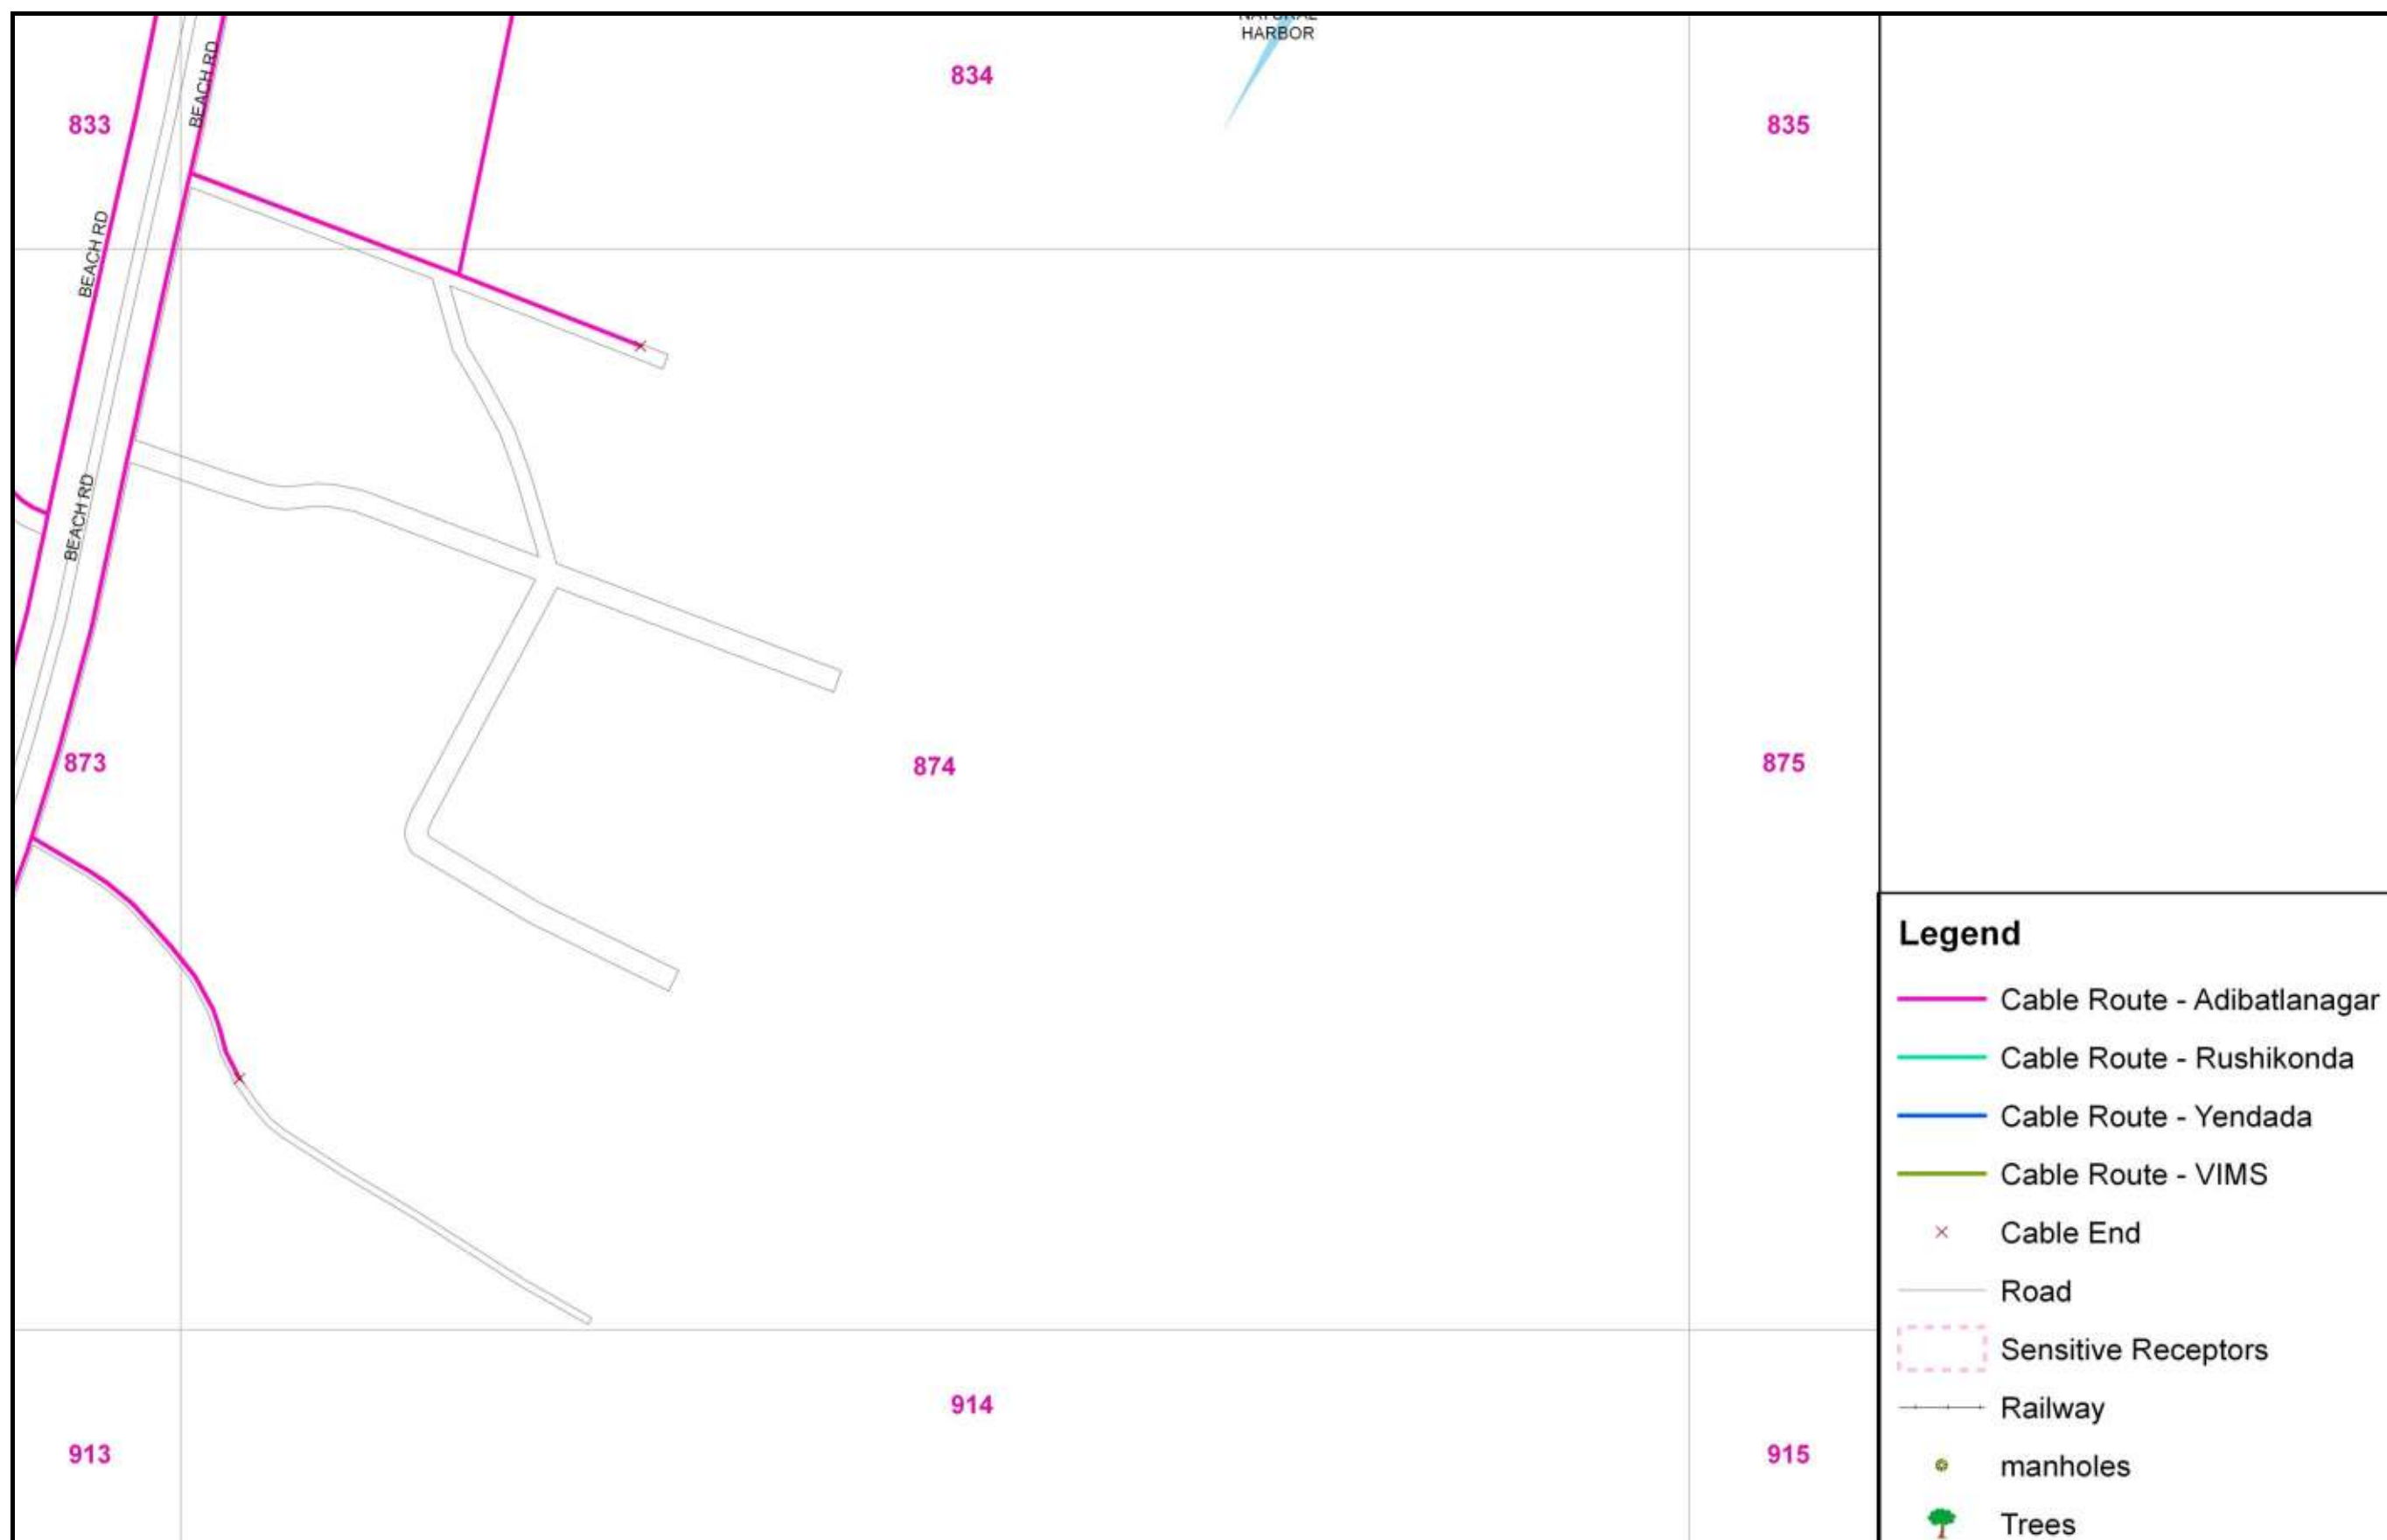 NATURAL
HARBOR
834
833
835
BEACH RD
BEACH RD
BEACH RD
873
874
875
913
914
915
Legend
Cable Route - Adibatlanagar
Cable Route - Rushikonda
Cable Route - Yendada
Cable Route - VIMS
Cable End
Road
Sensitive Receptors
Railway
manholes
Trees